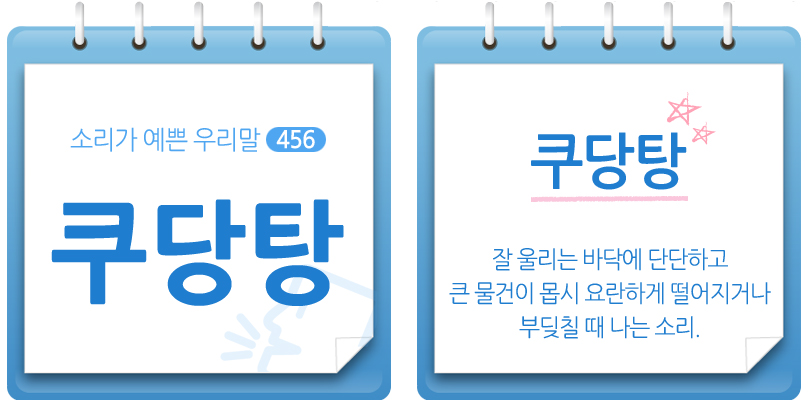 소리가 예쁜 우리말 456
쿠당탕
쿠당탕
잘 울리는 바닥에 단단하고
큰 물건이 몹시 요란하게 떨어지거나
부딪칠 때 나는 소리.